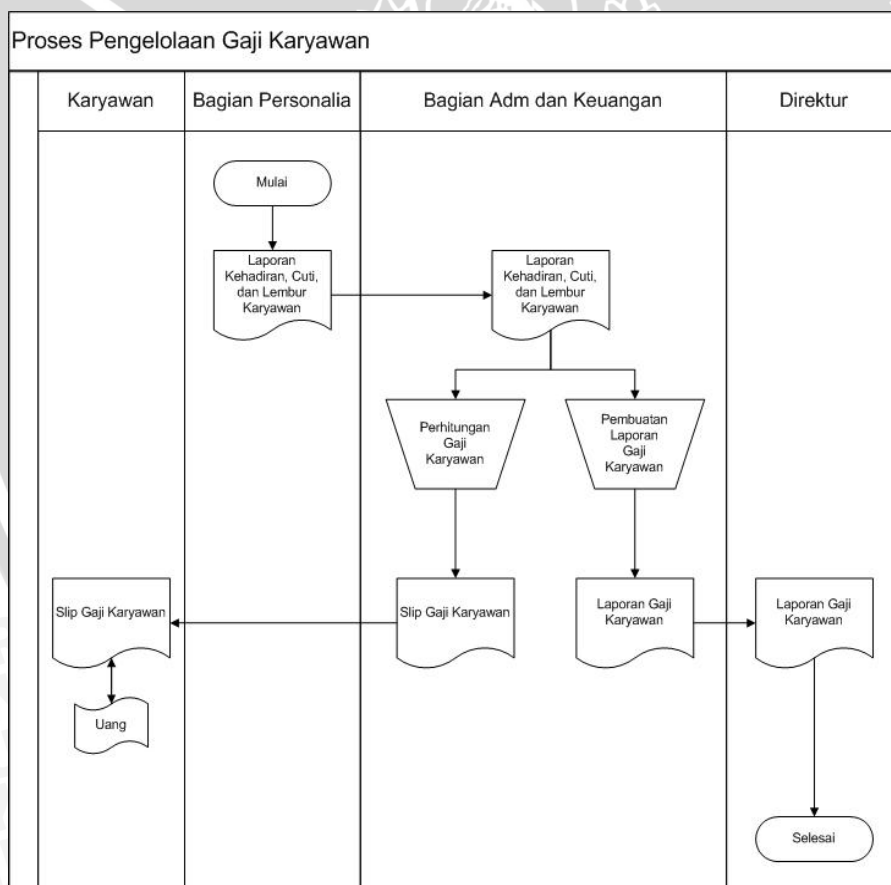 Proses Pengelolaan Gaji Karyawan
Karyawan
Bagian Personalia
Bagian Adm dan Keuangan
Direktur
Mulai
Laporan
Kehadiran, Cuti,
dan Lembur
Karyawan
Laporan
Kehadiran, Cuti,
dan Lembur
Karyawan
Perhitungan
Gaji
Karyawan
Pembuatan
Laporan
Gaji
Karyawan
Slip Gaji Karyawan
Slip Gaji Karyawan
Laporan Gaji
Karyawan
Laporan Gaji
Karyawan
Uang
Selesai